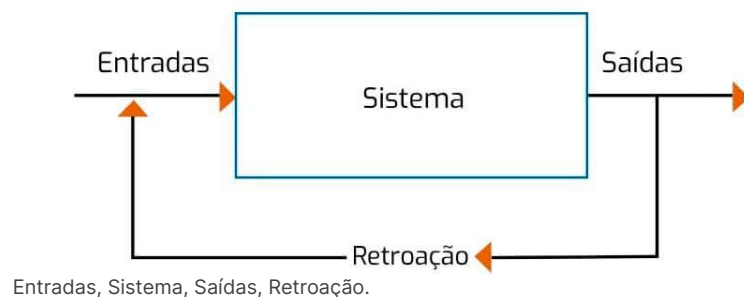 Entradas
Saídas
Sistema
Retroação
Entradas, Sistema, Saídas, Retroação.